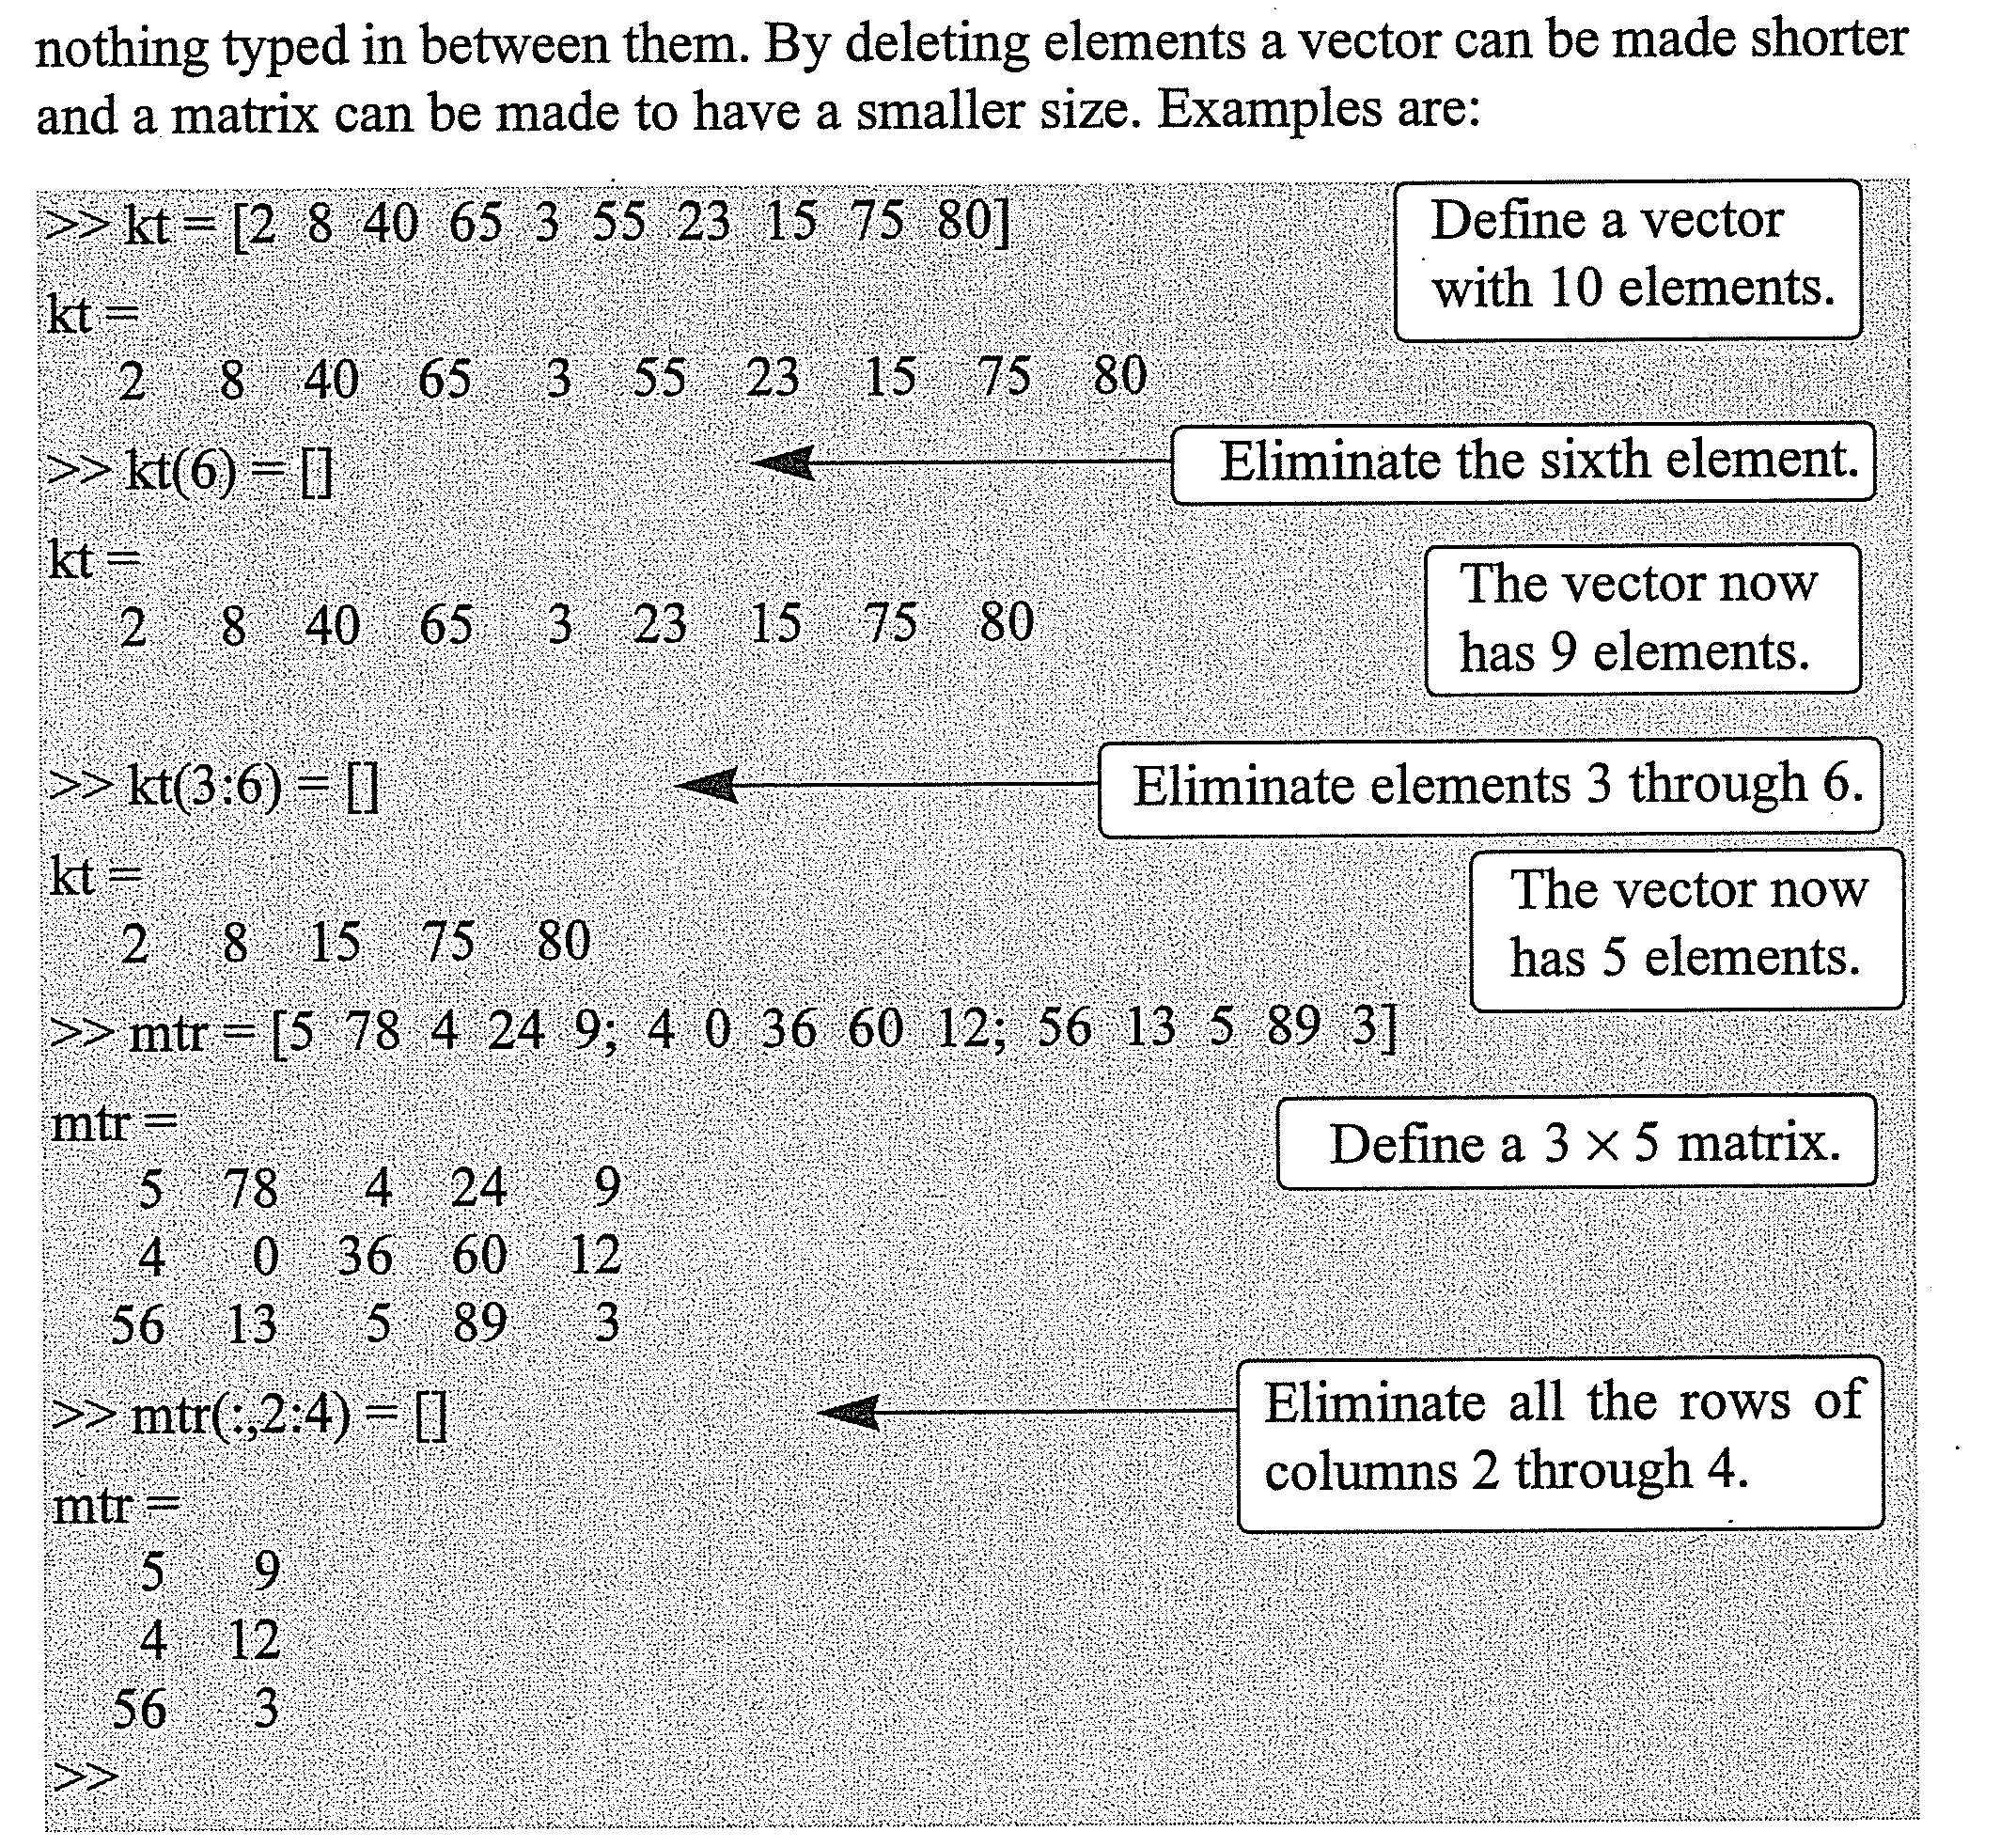 nothing typed in between them. By deleting elements a vector can be made shorter
and a matrix can be made to have a smaller size. Examples are:
>> kt = [2 8 40 65 3 55 23 15 75 80]
Define a vector
with 10 elements.
kt =
2 8 40 65 3 55 23 15 75 80
>> kt(6) = []
Eliminate the sixth element.
kt =
2 8 40 65 3 23 15 75 80
The vector now
has 9 elements.
>> kt(3:6) = []
Eliminate elements 3 through 6.
kt =
2 8 15 75 80
The vector now
has 5 elements.
>> mtr = [5 78 4 24 9; 4 0 36 60 12; 56 13 5 89 3]
mtr =
Define a 3 × 5 matrix.
5 78 4 24 9
4 0 36 60 12
56 13 5 89 3
>> mtr(:,2:4) = []
Eliminate all the rows of
columns 2 through 4.
mtr =
5 9
4 12
56 3
>>